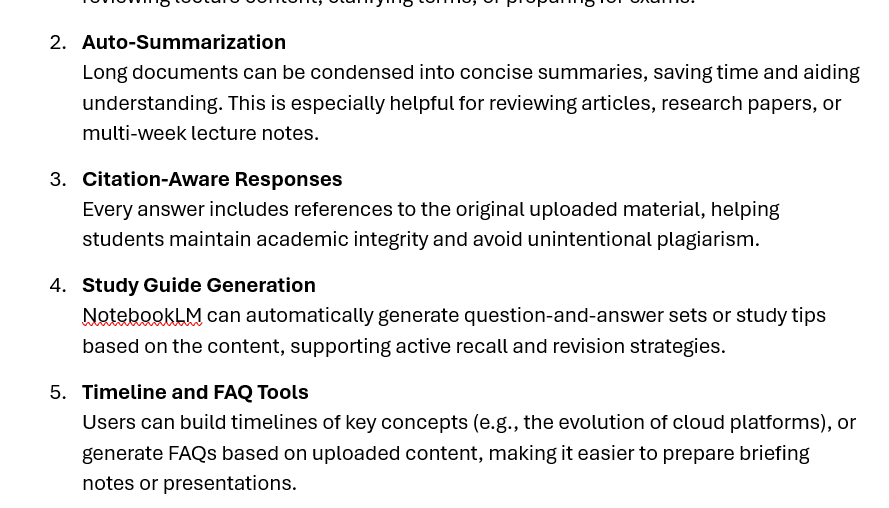 reviewing lecture content, clarifying terms, or preparing for exams.
2. Auto-Summarization
Long documents can be condensed into concise summaries, saving time and aiding
understanding. This is especially helpful for reviewing articles, research papers, or
multi-week lecture notes.
3. Citation-Aware Responses
Every answer includes references to the original uploaded material, helping
students maintain academic integrity and avoid unintentional plagiarism.
4. Study Guide Generation
NotebookLM can automatically generate question-and-answer sets or study tips
based on the content, supporting active recall and revision strategies.
5. Timeline and FAQ Tools
Users can build timelines of key concepts (e.g., the evolution of cloud platforms), or
generate FAQs based on uploaded content, making it easier to prepare briefing
notes or presentations.